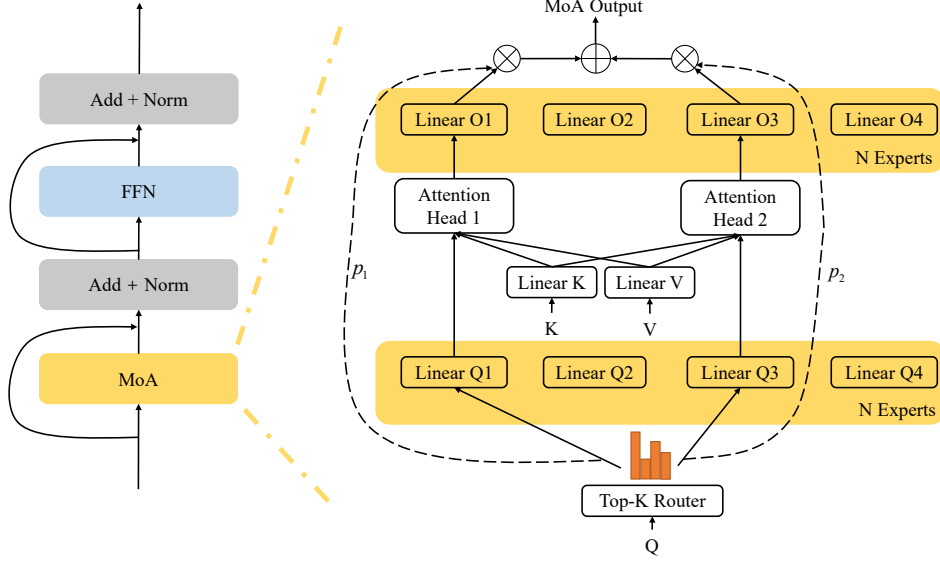 Add + Norm
FFN
Add + Norm
MoA
MoA Output
Linear O1
Linear O2
Linear O3
Linear O4
N Experts
Attention
Head 1
Attention
Head 2
p1
Linear K
Linear V
p2
K
V
Linear Q1
Linear Q2
Linear Q3
Linear Q4
N Experts
Top-K Router
Q